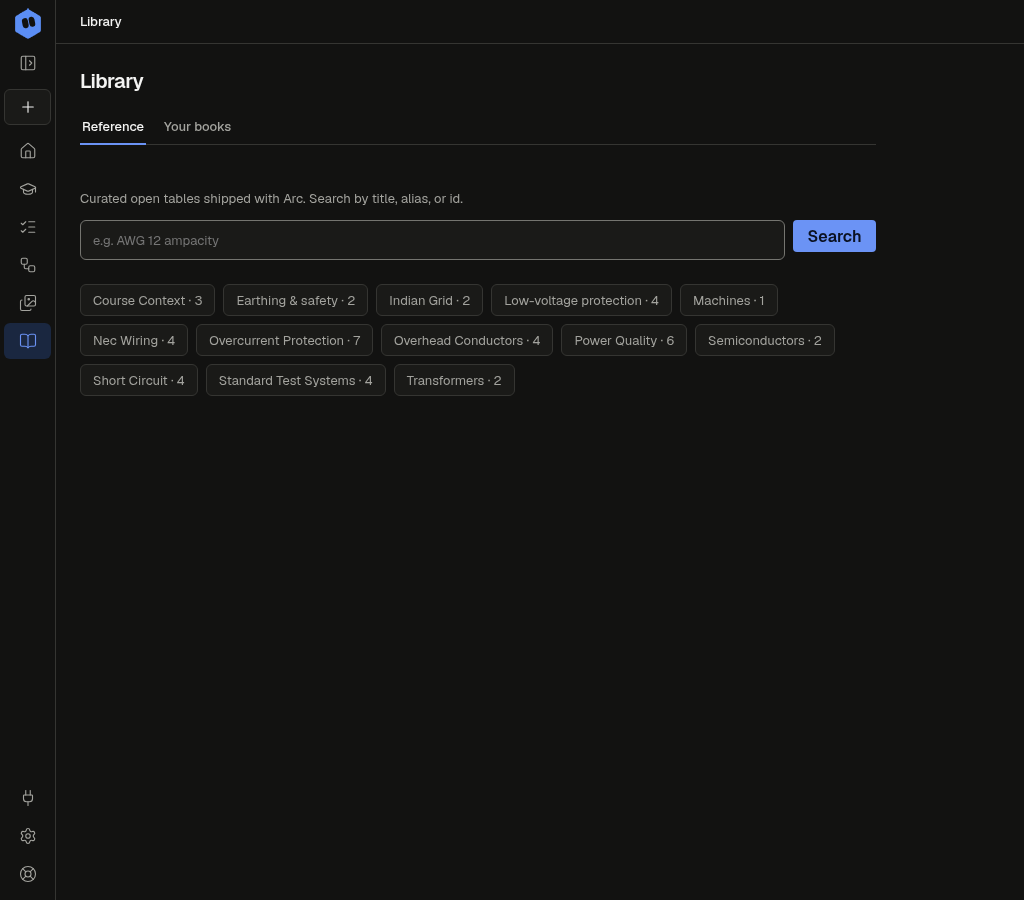 Library
Library
Reference Your books
Curated open tables shipped with Arc. Search by title, alias, or id.
e.g. AWG 12 ampacity Search
Course Context · 3 Earthing & safety · 2 Indian Grid · 2 Low-voltage protection · 4 Machines · 1
Nec Wiring · 4 Overcurrent Protection · 7 Overhead Conductors · 4 Power Quality · 6 Semiconductors · 2
Short Circuit · 4 Standard Test Systems · 4 Transformers · 2